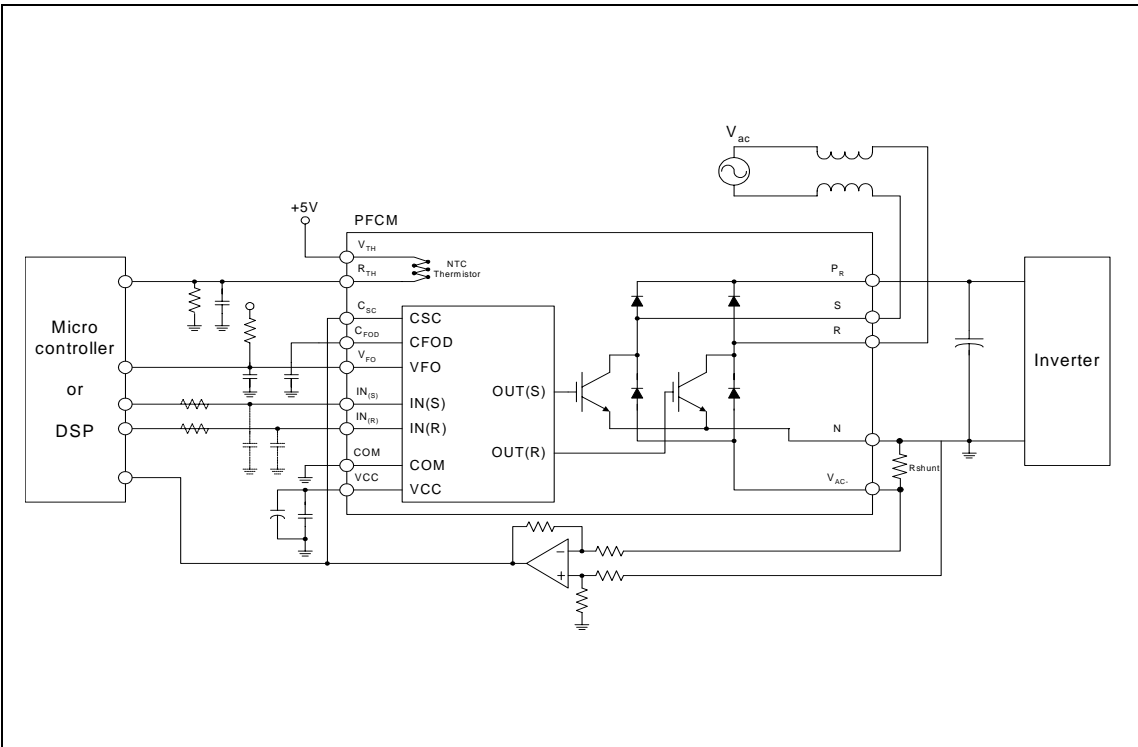 V ac
+5V
PFCM
V TH
NTC
Thermistor
R TH
P R
C SC
CSC
S
C FOD
CFOD
R
V FO
VFO
Micro
controller
or
DSP
Inverter
IN (S)
IN(S)
OUT(S)
IN (R)
IN(R)
N
OUT(R)
COM
COM
Rshunt
VCC
VCC
V AC-
−
+